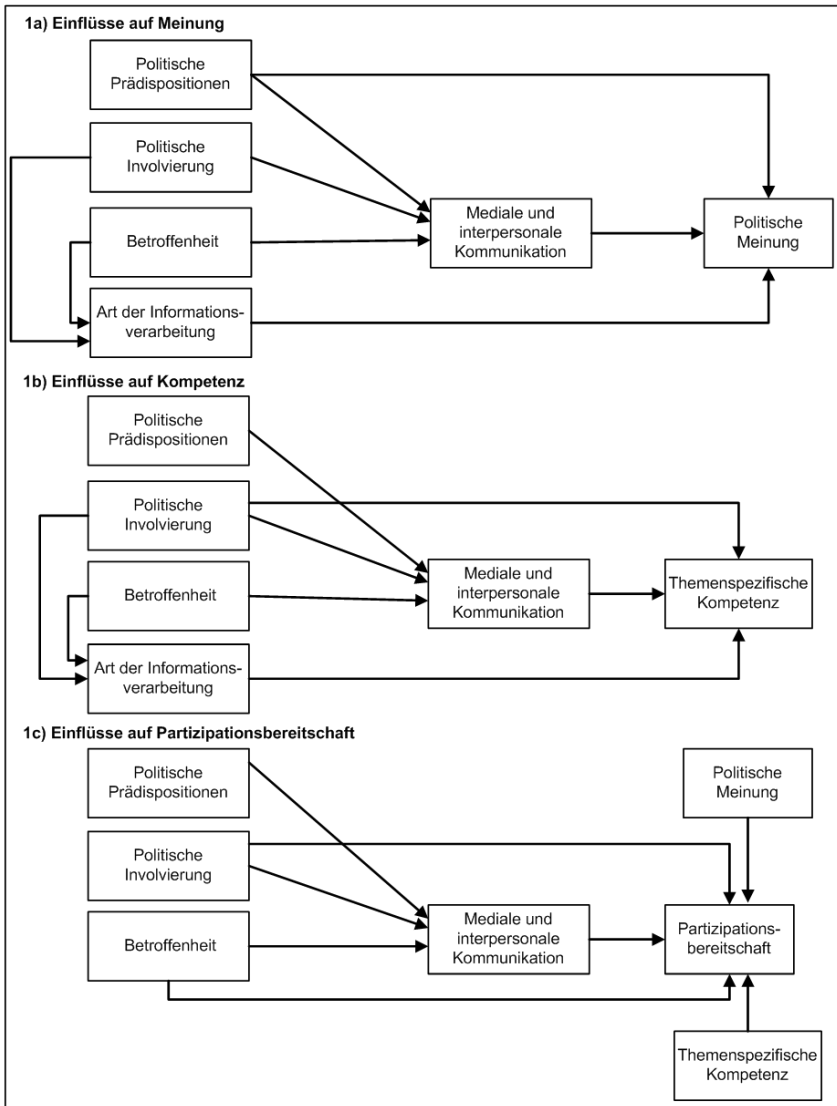 1a) Einflüsse auf Meinung
Politische
Prädispositionen
Politische
Involvierung
Betroffenheit
Art der Informations-
verarbeitung
Mediale und
interpersonale
Kommunikation
Politische
Meinung
1b) Einflüsse auf Kompetenz
Politische
Prädispositionen
Politische
Involvierung
Betroffenheit
Art der Informations-
verarbeitung
Mediale und
interpersonale
Kommunikation
Themenspezifische
Kompetenz
1c) Einflüsse auf Partizipationsbereitschaft
Politische
Prädispositionen
Politische
Involvierung
Betroffenheit
Mediale und
interpersonale
Kommunikation
Politische
Meinung
Partizipations-
bereitschaft
Themenspezifische
Kompetenz